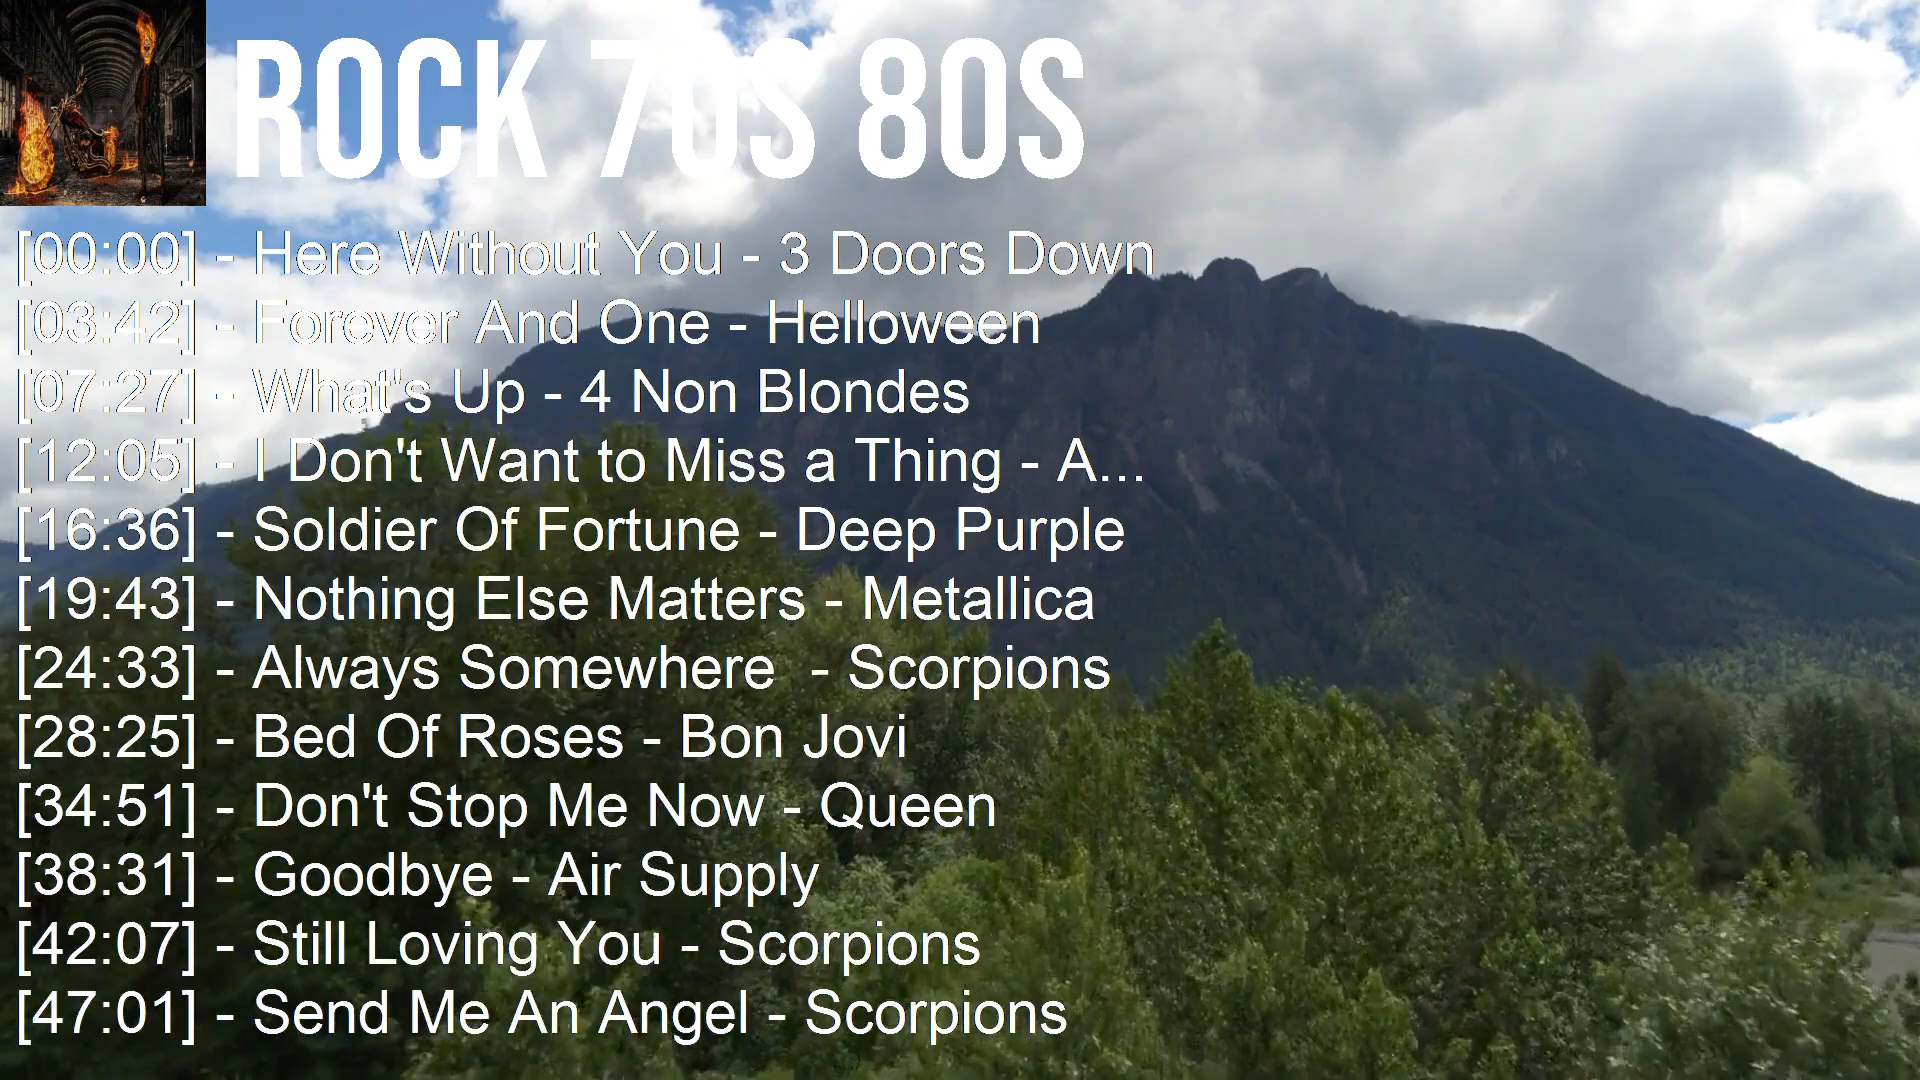 ROCK 70S 80S
[00:00] - Here Without You - 3 Doors Down
[03:42] - Forever And One - Helloween
[07:27] - What's Up - 4 Non Blondes
[12:05] - I Don't Want to Miss a Thing - A...
[16:36] - Soldier Of Fortune - Deep Purple
[19:43] - Nothing Else Matters - Metallica
[24:33] - Always Somewhere  - Scorpions
[28:25] - Bed Of Roses - Bon Jovi
[34:51] - Don't Stop Me Now - Queen
[38:31] - Goodbye - Air Supply
[42:07] - Still Loving You - Scorpions
[47:01] - Send Me An Angel - Scorpions